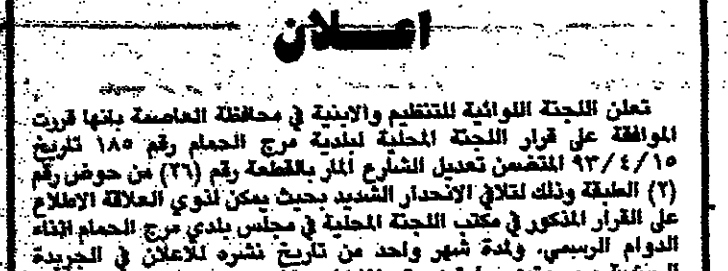 اعــلان
تعلن اللجنة اللوائية للتنظيم والابنية في محافظة العاصمة بانها قررت
الموافقة على قرار اللجنة المحلية لبلدية مرج الحمام رقم ١٨٥ تاريخ
٩٣/٤/١٥ المتضمن تعديل الشارع المار بالقطعة رقم (٢٦) من حوض رقم
(٢) الطبقة وذلك لتلافي الانحدار الشديد بحيث يمكن لذوي العلاقة الاطلاع
على القرار المذكور في مكتب اللجنة المحلية في مجلس بلدي مرج الحمام اثناء
الدوام الرسمي، ولمدة شهر واحد من تاريخ نشره للاعلان في الجريدة